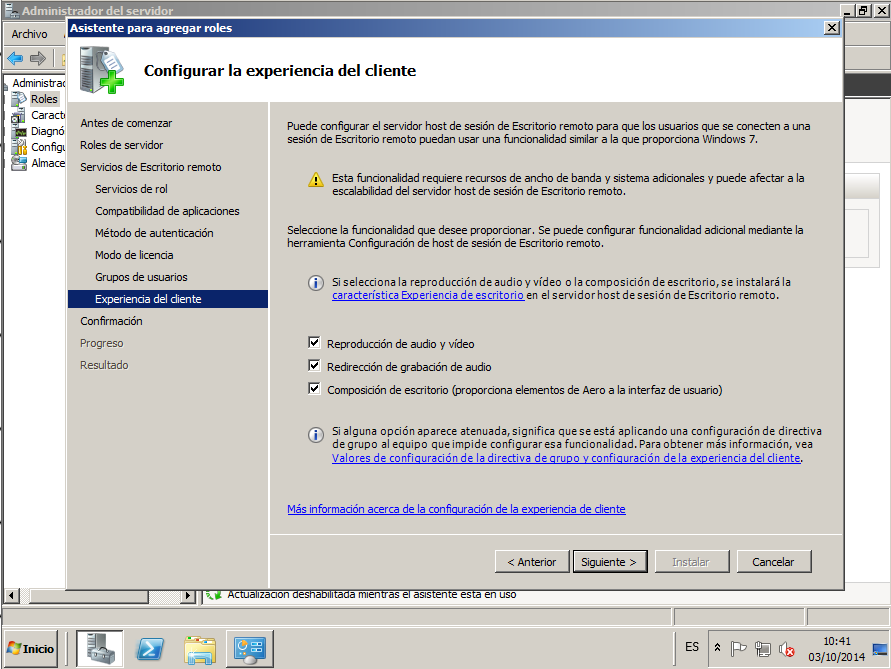 Administrador del servidor
Archivo
Asistente para agregar roles
Configurar la experiencia del cliente
Roles
Antes de comenzar
Roles de servidor
Servicios de Escritorio remoto
Servicios de rol
Compatibilidad de aplicaciones
Método de autenticación
Modo de licencia
Grupos de usuarios
Experiencia del cliente
Confirmación
Progreso
Resultado
Puede configurar el servidor host de sesión de Escritorio remoto para que los usuarios que se conecten a una
sesión de Escritorio remoto puedan usar una funcionalidad similar a la que proporciona Windows 7.
Esta funcionalidad requiere recursos de ancho de banda y sistema adicionales y puede afectar a la
escalabilidad del servidor host de sesión de Escritorio remoto.
Seleccione la funcionalidad que desee proporcionar. Se puede configurar funcionalidad adicional mediante la
herramienta Configuración de host de sesión de Escritorio remoto.
Si selecciona la reproducción de audio y vídeo o la composición de escritorio, se instalará la
característica Experiencia de escritorio en el servidor host de sesión de Escritorio remoto.
Reproducción de audio y vídeo
Redirección de grabación de audio
Composición de escritorio (proporciona elementos de Aero a la interfaz de usuario)
Si alguna opción aparece atenuada, significa que se está aplicando una configuración de directiva
de grupo al equipo que impide configurar esa funcionalidad. Para obtener más información, vea
Valores de configuración de la directiva de grupo y configuración de la experiencia del cliente.
Más información acerca de la configuración de la experiencia de cliente
< Anterior
Siguiente >
Instalar
Cancelar
Actualización deshabilitada mientras el asistente está en uso
Inicio
ES
10:41
03/10/2014